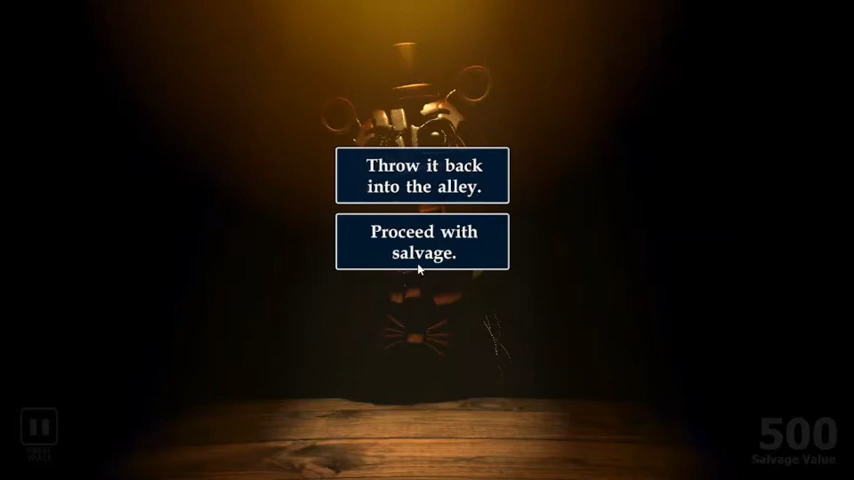 Throw it back
into the alley.
Proceed with
salvage.
500
Salvage Value